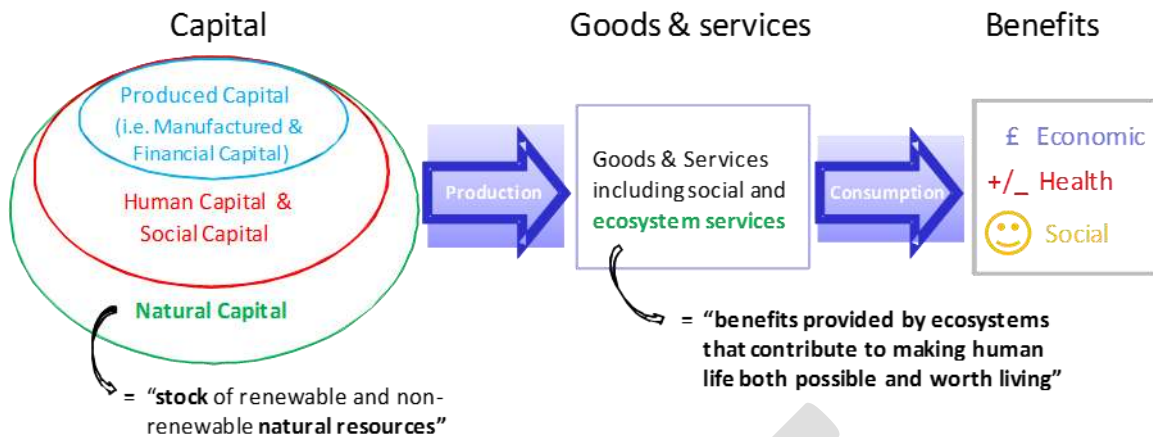 Capital
Goods & services
Benefits
Produced Capital
(i.e. Manufactured &
Financial Capital)
Human Capital &
Social Capital
Natural Capital
= “stock of renewable and non-
renewable natural resources”
Production
Goods & Services
including social and
ecosystem services
= “benefits provided by ecosystems
that contribute to making human
life both possible and worth living”
Consumption
£ Economic
+/_ Health
Social